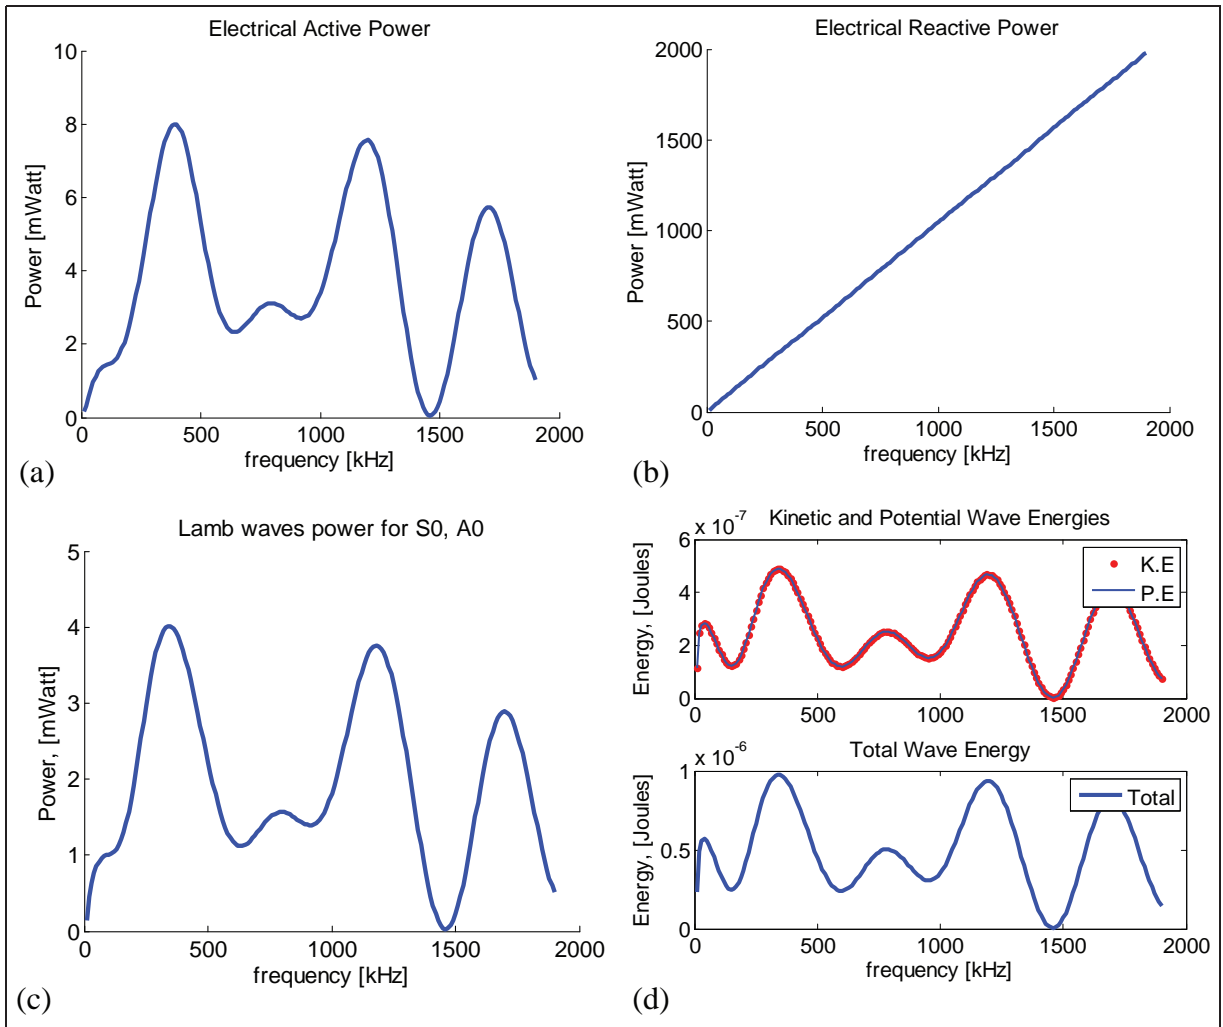 Electrical Active Power
10
8
6
4
2
0
Power [mWatt]
0 500 1000 1500 2000
frequency [kHz]
(a)
Electrical Reactive Power
2000
1500
1000
500
0
Power [mWatt]
0 500 1000 1500 2000
frequency [kHz]
(b)
Lamb waves power for S0, A0
5
4
3
2
1
0
Power, [mWatt]
0 500 1000 1500 2000
frequency [kHz]
(c)
x 10-7
Kinetic and Potential Wave Energies
6
4
2
0
Energy, [Joules]
K.E
P.E
0 500 1000 1500 2000
x 10-6
Total Wave Energy
1
0.5
0
Energy, [Joules]
Total
0 500 1000 1500 2000
frequency [kHz]
(d)